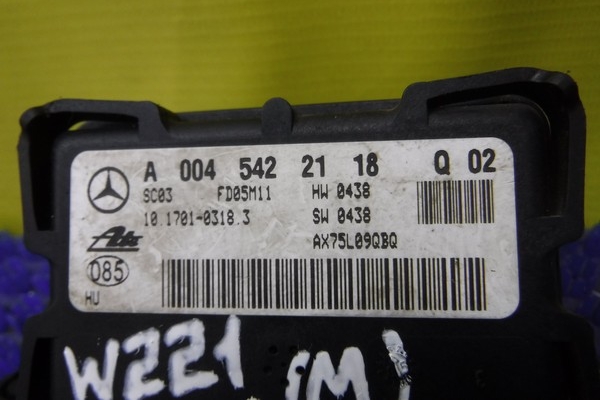 A 004 542 21 18 Q 02
SC03 FD05M11 HW 0438
10.1701-0318.3 SW 0438
Ate AX75L09QBQ
085
HU
W221 (M)